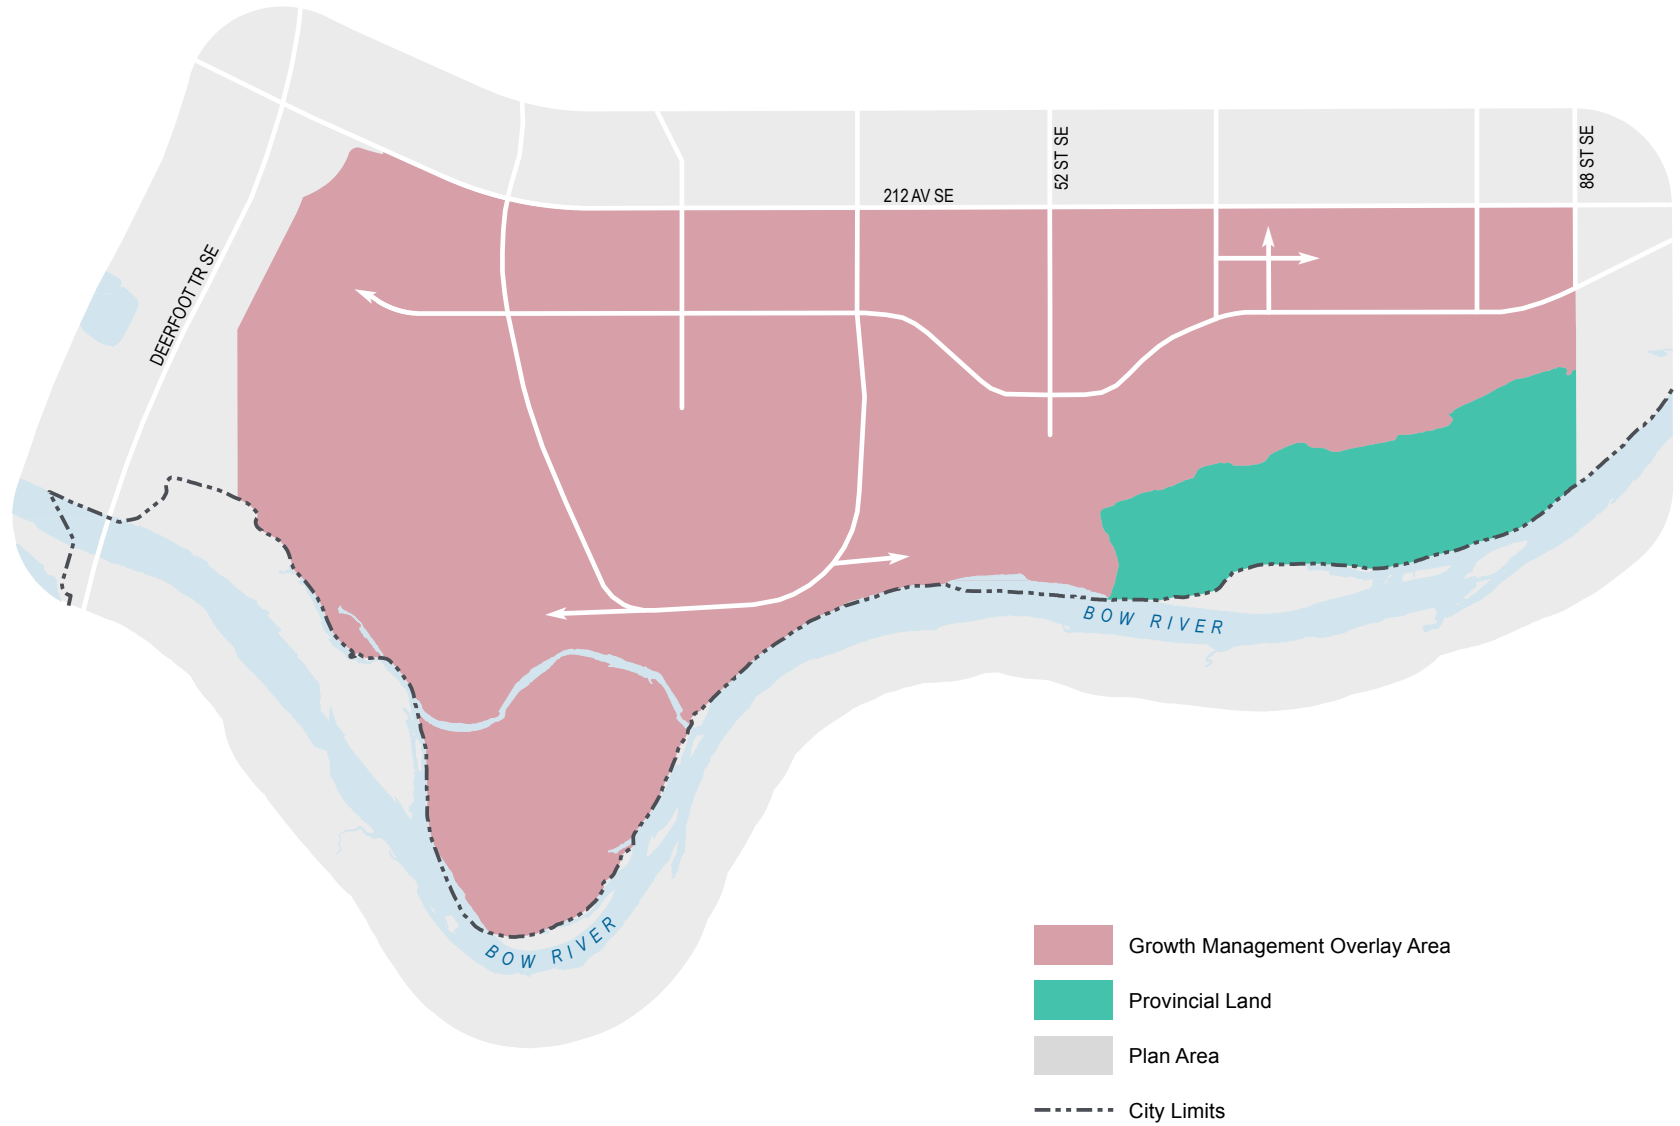 52 ST SE
88 ST SE
212 AV SE
DEERFOOT TR SE
BOW RIVER
BOW RIVER
Growth Management Overlay Area
Provincial Land
Plan Area
City Limits